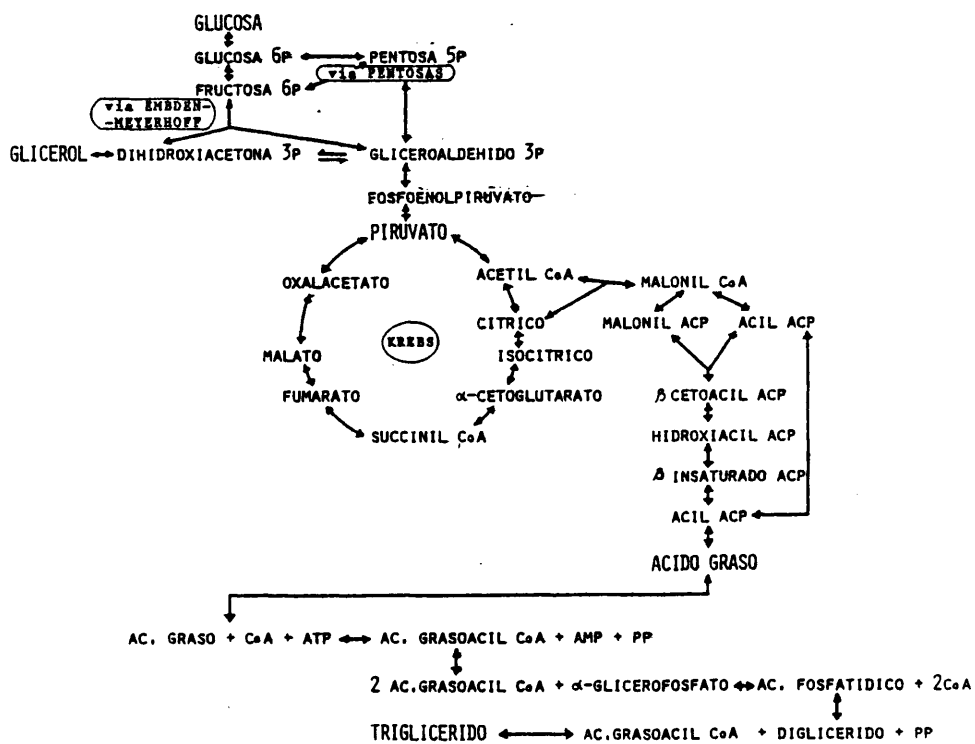 GLUCOSA
GLUCOSA 6P PENTOSA 5P
via PENTOSAS
FRUCTOSA 6P
via EMBDEN-
-MEYERHOFF
GLICEROL DIHIDROXIACETONA 3P GLICEROALDEHIDO 3P
FOSFOENOLPIRUVATO
PIRUVATO
OXALACETATO ACETIL CoA MALONIL CoA
CITRICO MALONIL ACP ACIL ACP
KREBS
MALATO ISOCITRICO
FUMARATO α-CETOGLUTARATO β CETOACIL ACP
SUCCINIL CoA HIDROXIACIL ACP
β INSATURADO ACP
ACIL ACP
ACIDO GRASO
AC. GRASO + CoA + ATP AC. GRASOACIL CoA + AMP + PP
2 AC.GRASOACIL CoA + α-GLICEROFOSFATO AC. FOSFATIDICO + 2CoA
TRIGLICERIDO AC.GRASOACIL CoA + DIGLICERIDO + PP